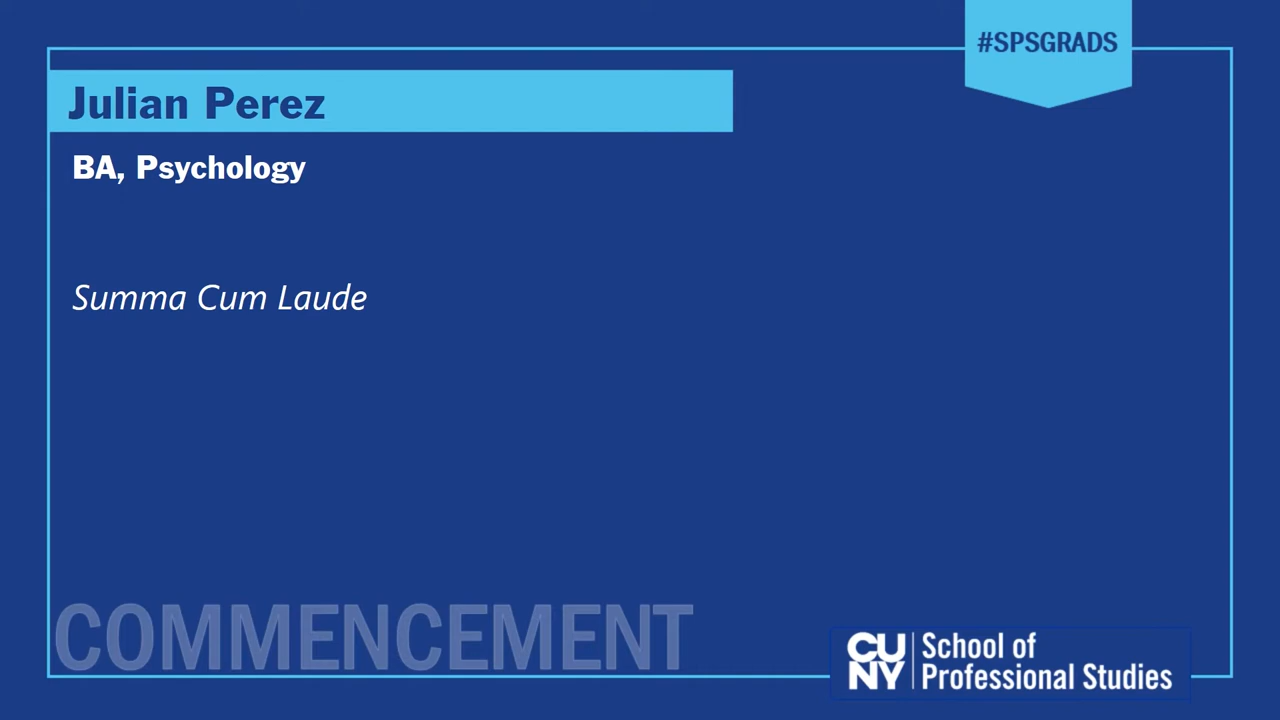 #SPSGRADS
Julian Perez
BA, Psychology
Summa Cum Laude
COMMENCEMENT
CUNY School of
Professional Studies